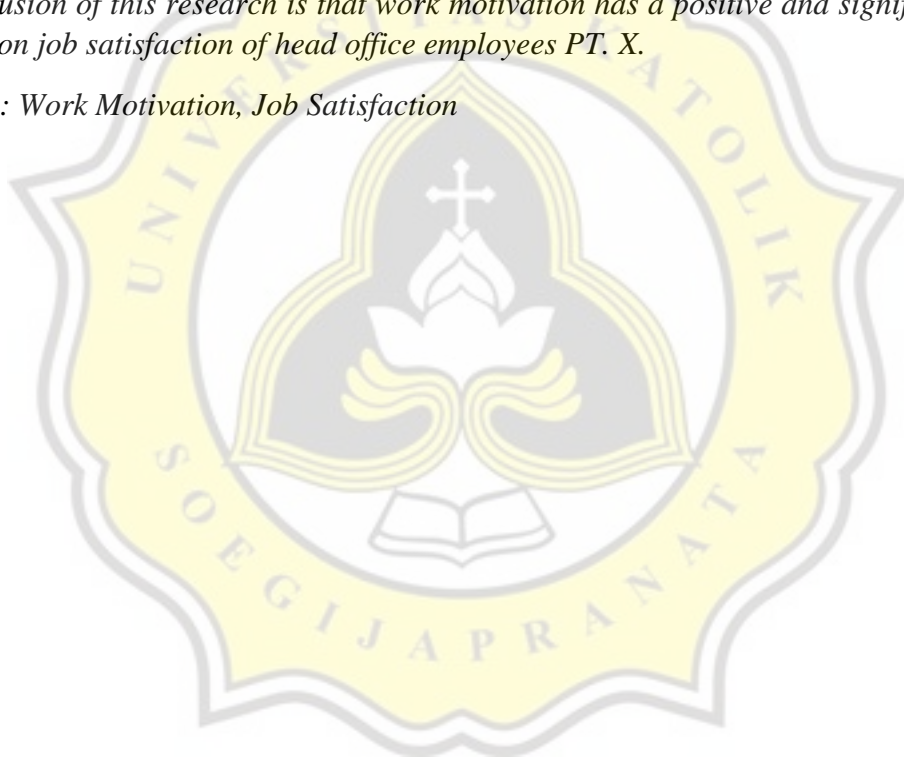 usion of this research is that work motivation has a positive and signif
on job satisfaction of head office employees PT. X.
: Work Motivation, Job Satisfaction
UNIVERSITAS KATOLIK
SOEGIJAPRANATA